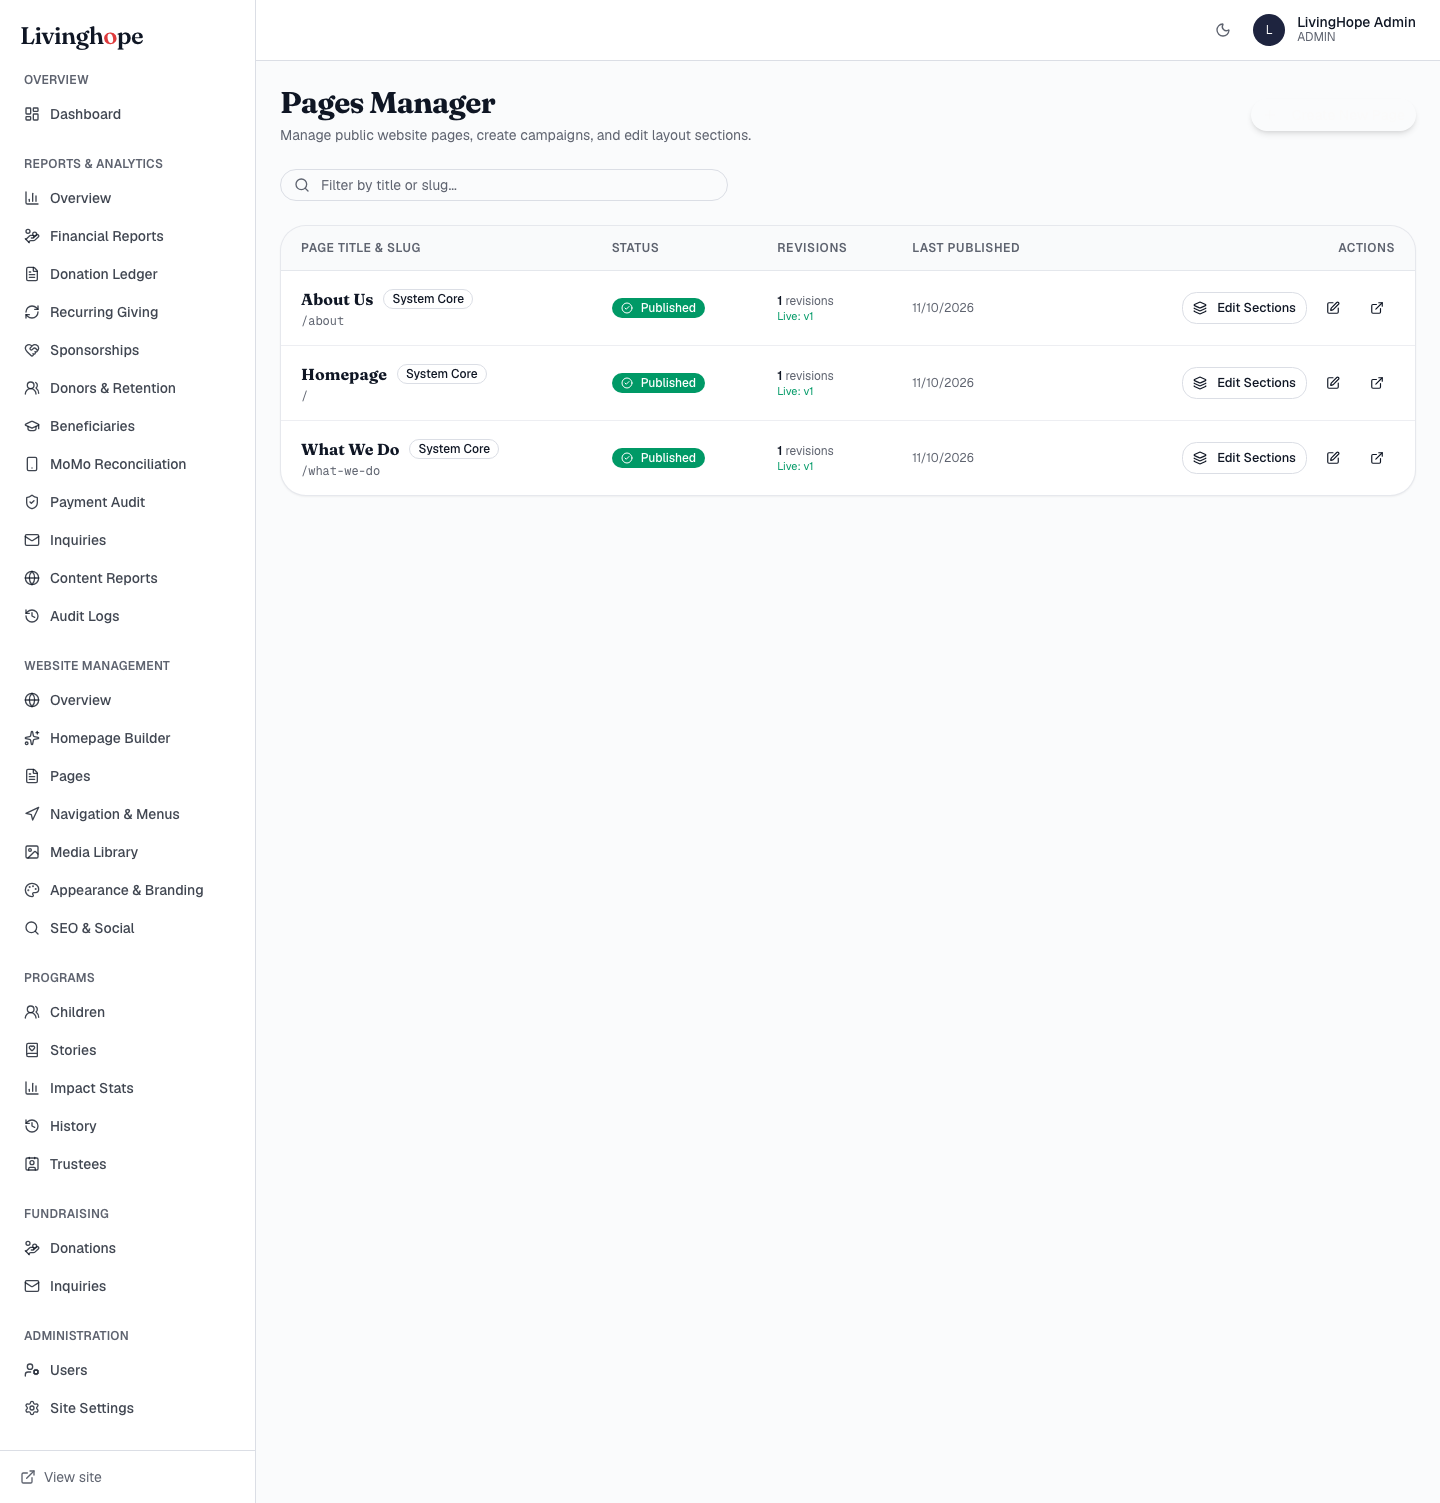 Livinghope
OVERVIEW
Dashboard
REPORTS & ANALYTICS
Overview
Financial Reports
Donation Ledger
Recurring Giving
Sponsorships
Donors & Retention
Beneficiaries
MoMo Reconciliation
Payment Audit
Inquiries
Content Reports
Audit Logs
WEBSITE MANAGEMENT
Overview
Homepage Builder
Pages
Navigation & Menus
Media Library
Appearance & Branding
SEO & Social
PROGRAMS
Children
Stories
Impact Stats
History
Trustees
FUNDRAISING
Donations
Inquiries
ADMINISTRATION
Users
Site Settings
View site
L
LivingHope Admin
ADMIN
Pages Manager
Manage public website pages, create campaigns, and edit layout sections.
Filter by title or slug...
PAGE TITLE & SLUG STATUS REVISIONS LAST PUBLISHED ACTIONS
About Us System Core
/about
Published
1 revisions
Live: v1
11/10/2026
Edit Sections
Homepage System Core
/
Published
1 revisions
Live: v1
11/10/2026
Edit Sections
What We Do System Core
/what-we-do
Published
1 revisions
Live: v1
11/10/2026
Edit Sections